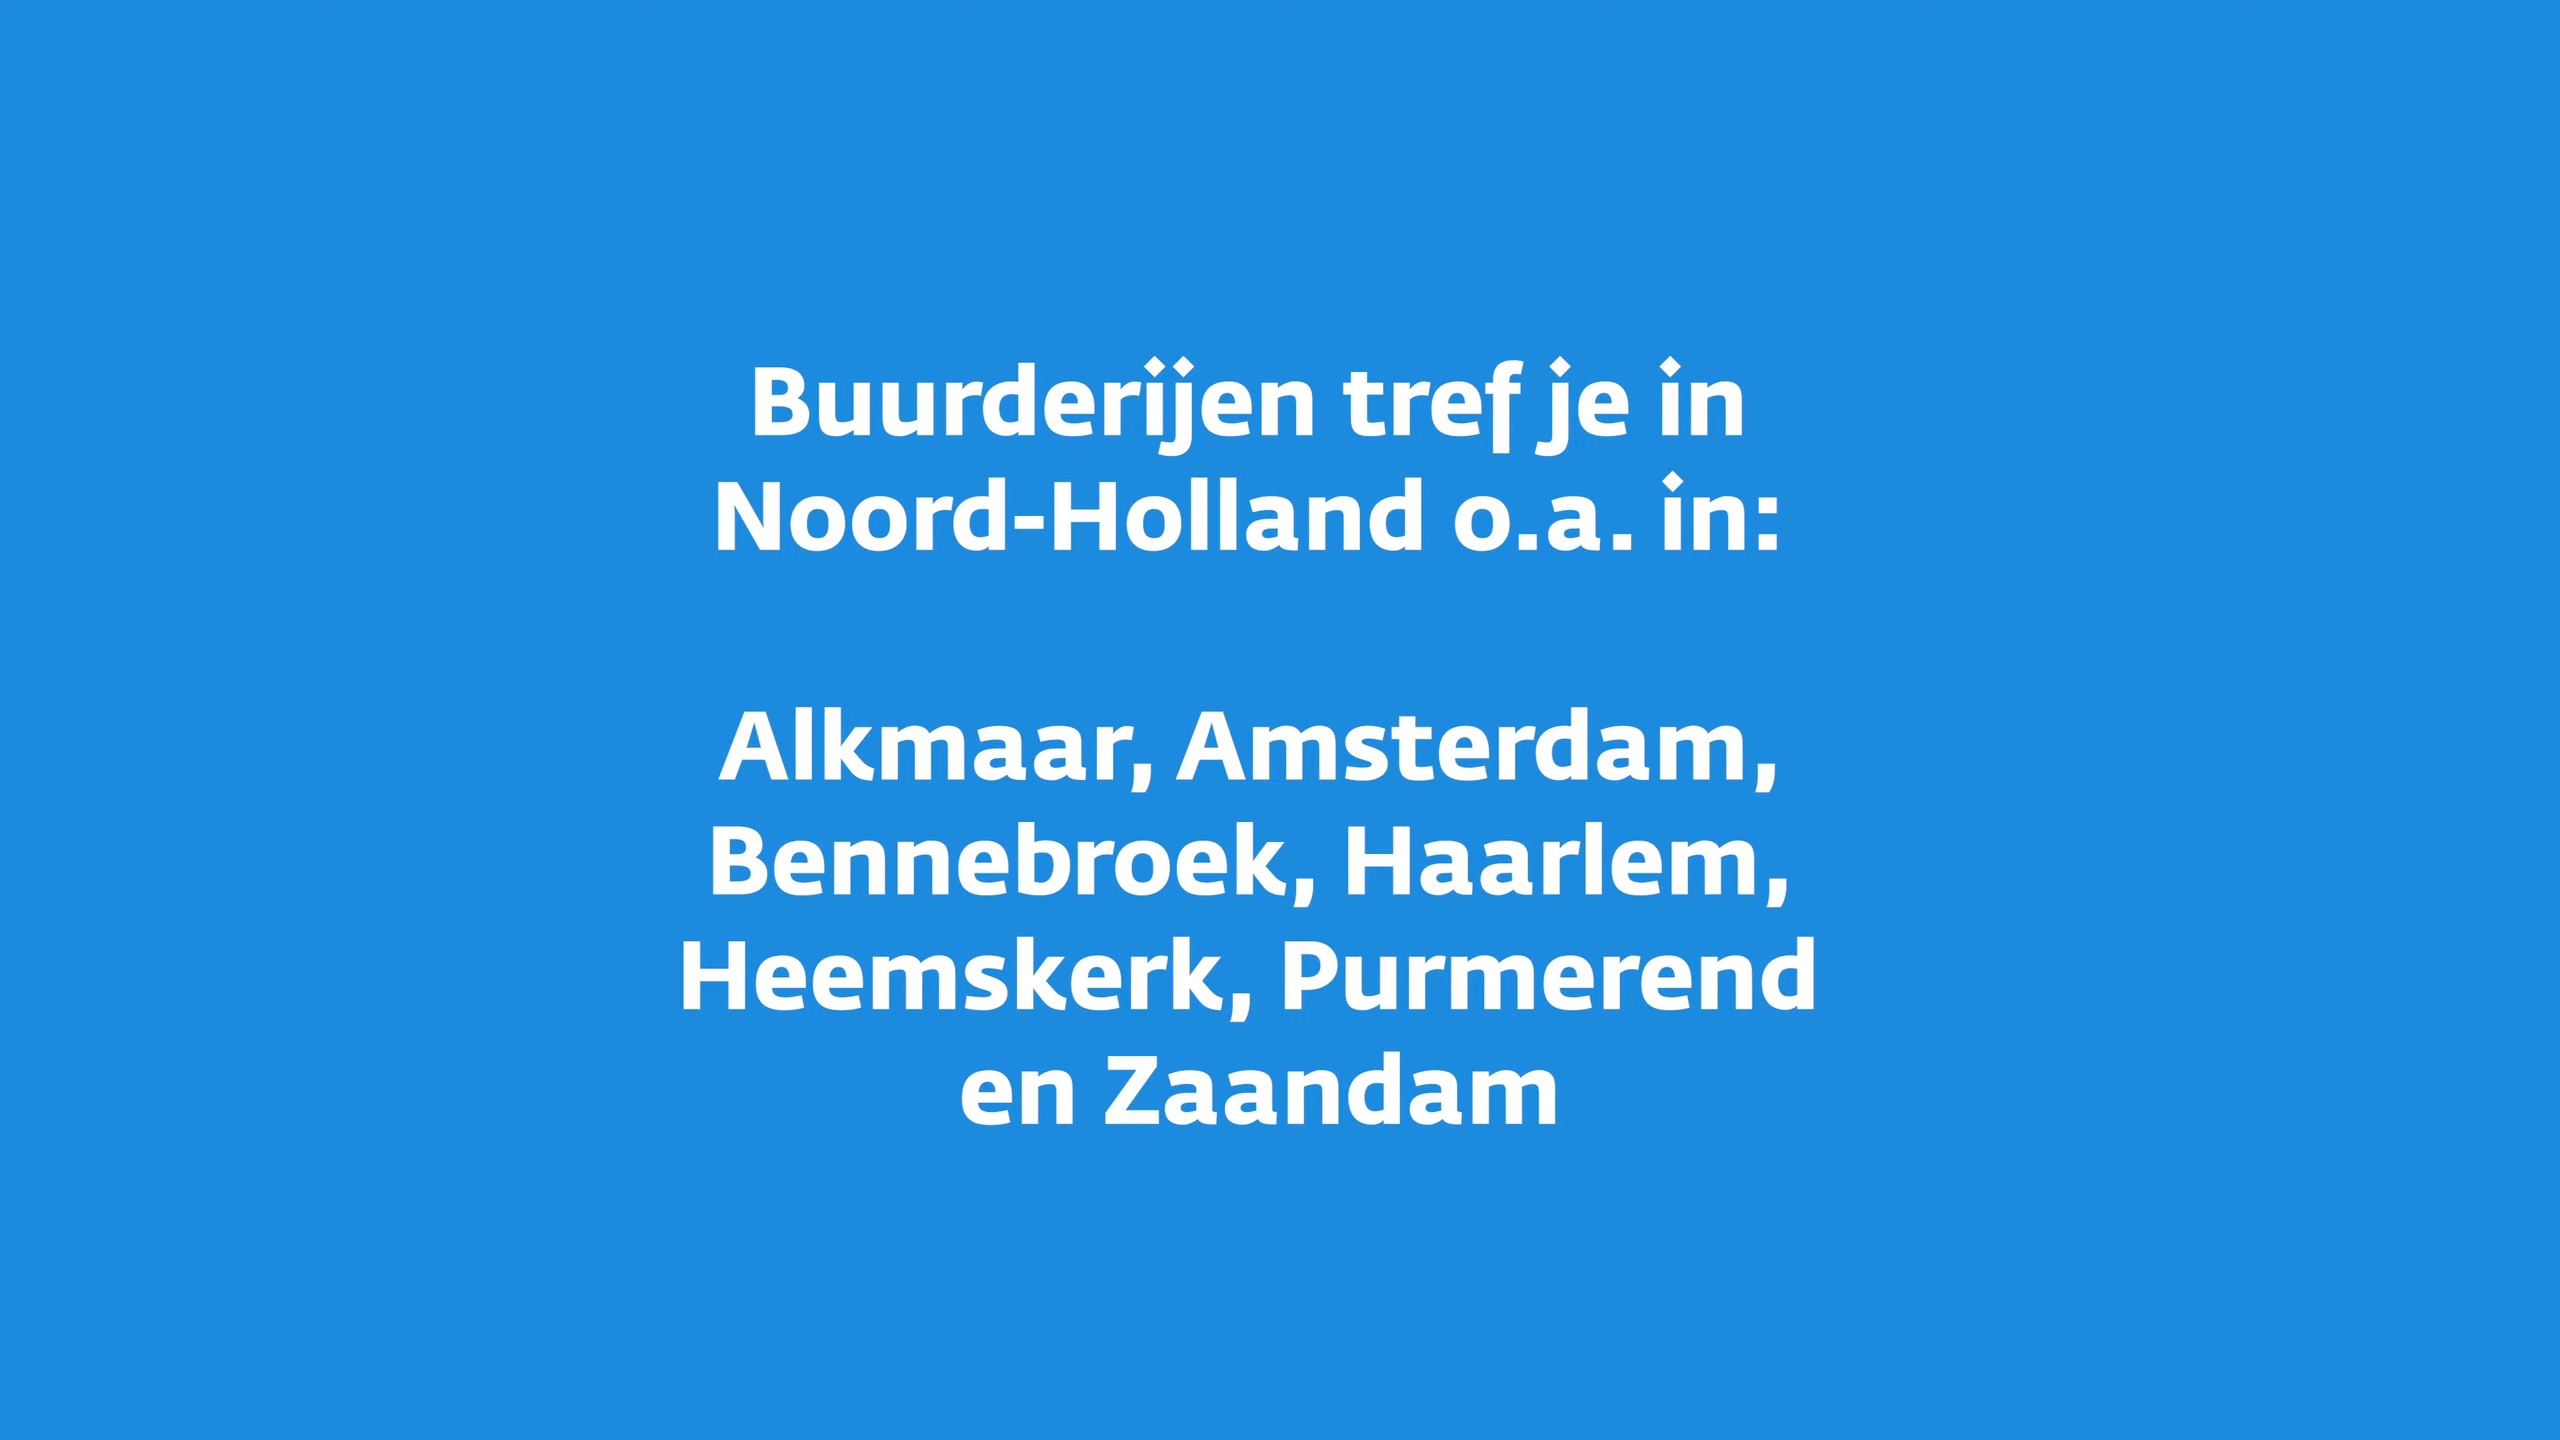 Buurderijen tref je in
Noord-Holland o.a. in:
Alkmaar, Amsterdam,
Bennebroek, Haarlem,
Heemskerk, Purmerend
en Zaandam